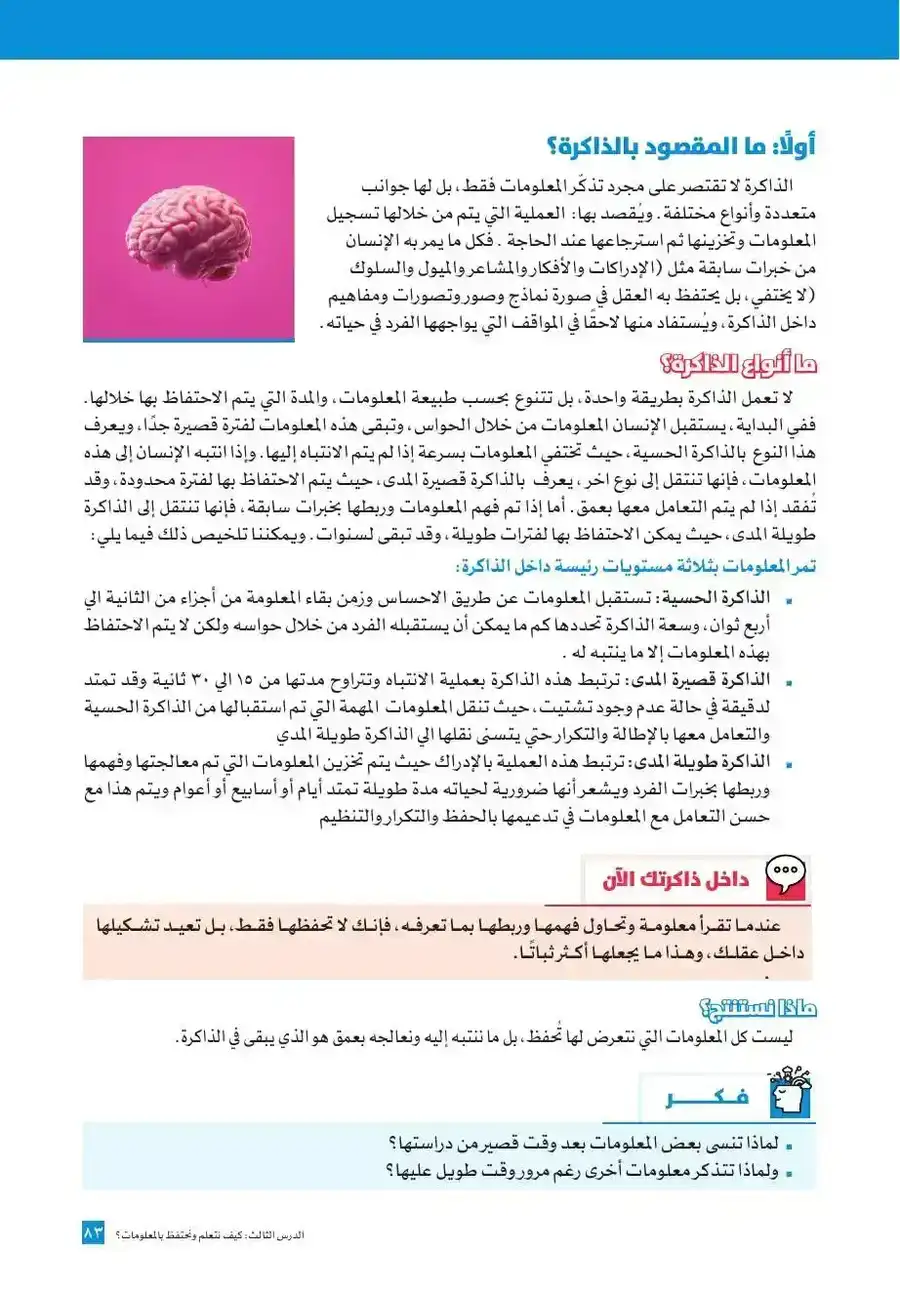 أولًا: ما المقصود بالذاكرة؟
الذاكرة لا تقتصر على مجرد تذكّر المعلومات فقط، بل لها جوانب
متعددة وأنواع مختلفة. ويُقصد بها: العملية التي يتم من خلالها تسجيل
المعلومات وتخزينها ثم استرجاعها عند الحاجة . فكل ما يمر به الإنسان
من خبرات سابقة مثل (الإدراكات والأفكار والمشاعر والميول والسلوك
(لا يختفي، بل يحتفظ به العقل في صورة نماذج وصور وتصورات ومفاهيم
داخل الذاكرة، ويُستفاد منها لاحقًا في المواقف التي يواجهها الفرد في حياته.
ما أنواع الذاكرة؟
لا تعمل الذاكرة بطريقة واحدة، بل تتنوع بحسب طبيعة المعلومات، والمدة التي يتم الاحتفاظ بها خلالها.
ففي البداية، يستقبل الإنسان المعلومات من خلال الحواس، وتبقى هذه المعلومات لفترة قصيرة جدًا، ويعرف
هذا النوع بالذاكرة الحسية، حيث تختفي المعلومات بسرعة إذا لم يتم الانتباه إليها. وإذا انتبه الإنسان إلى هذه
المعلومات، فإنها تنتقل إلى نوع اخر، يعرف بالذاكرة قصيرة المدى، حيث يتم الاحتفاظ بها لفترة محدودة، وقد
تُفقد إذا لم يتم التعامل معها بعمق. أما إذا تم فهم المعلومات وربطها بخبرات سابقة، فإنها تنتقل إلى الذاكرة
طويلة المدى، حيث يمكن الاحتفاظ بها لفترات طويلة، وقد تبقى لسنوات. ويمكننا تلخيص ذلك فيما يلي:
تمر المعلومات بثلاثة مستويات رئيسة داخل الذاكرة:
▪ الذاكرة الحسية: تستقبل المعلومات عن طريق الاحساس وزمن بقاء المعلومة من أجزاء من الثانية الي
أربع ثوان، وسعة الذاكرة تحددها كم ما يمكن أن يستقبله الفرد من خلال حواسه ولكن لا يتم الاحتفاظ
بهذه المعلومات إلا ما ينتبه له .
▪ الذاكرة قصيرة المدى: ترتبط هذه الذاكرة بعملية الانتباه وتتراوح مدتها من ١٥ الي ٣٠ ثانية وقد تمتد
لدقيقة في حالة عدم وجود تشتيت، حيث تنقل المعلومات المهمة التي تم استقبالها من الذاكرة الحسية
والتعامل معها بالإطالة والتكرار حتي يتسنى نقلها الي الذاكرة طويلة المدي
▪ الذاكرة طويلة المدى: ترتبط هذه العملية بالإدراك حيث يتم تخزين المعلومات التي تم معالجتها وفهمها
وربطها بخبرات الفرد ويشعر أنها ضرورية لحياته مدة طويلة تمتد أيام أو أسابيع أو أعوام ويتم هذا مع
حسن التعامل مع المعلومات في تدعيمها بالحفظ والتكرار والتنظيم
داخل ذاكرتك الآن
عندما تقرأ معلومة وتحاول فهمها وربطها بما تعرفه، فإنك لا تحفظها فقط، بل تعيد تشكيلها
داخل عقلك، وهذا ما يجعلها أكثر ثباتًا.
.
ماذا نستنتج؟
ليست كل المعلومات التي نتعرض لها تُحفظ، بل ما ننتبه إليه ونعالجه بعمق هو الذي يبقى في الذاكرة.
فـكـــــر
▪ لماذا تنسى بعض المعلومات بعد وقت قصير من دراستها؟
▪ ولماذا تتذكر معلومات أخرى رغم مرور وقت طويل عليها؟
الدرس الثالث: كيف نتعلم ونحتفظ بالمعلومات؟ ٨٣